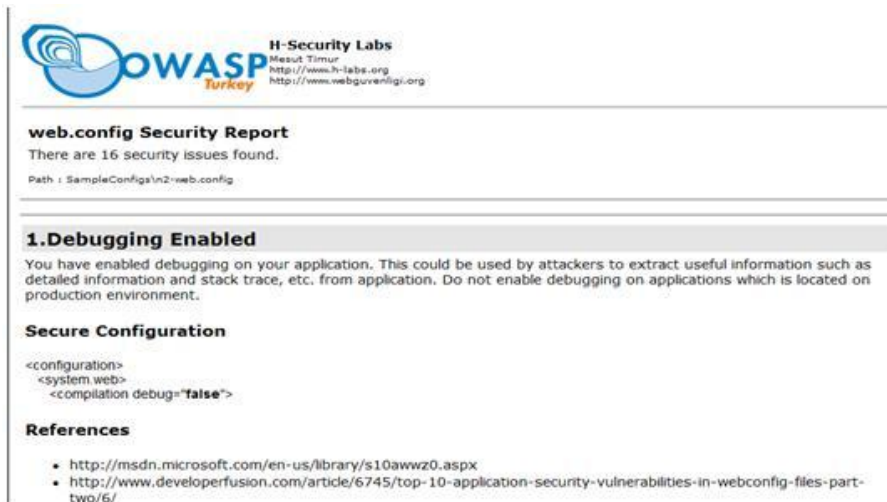 OWASP
Turkey
H-Security Labs
Mesut Timur
http://www.h-labs.org
http://www.webguvenligi.org
web.config Security Report
There are 16 security issues found.
Path : SampleConfigs\n2-web.config
1.Debugging Enabled
You have enabled debugging on your application. This could be used by attackers to extract useful information such as
detailed information and stack trace, etc. from application. Do not enable debugging on applications which is located on
production environment.
Secure Configuration
<configuration>
<system.web>
<compilation debug="false">
References
• http://msdn.microsoft.com/en-us/library/s10awwz0.aspx
• http://www.developerfusion.com/article/6745/top-10-application-security-vulnerabilities-in-webconfig-files-part-
two/6/